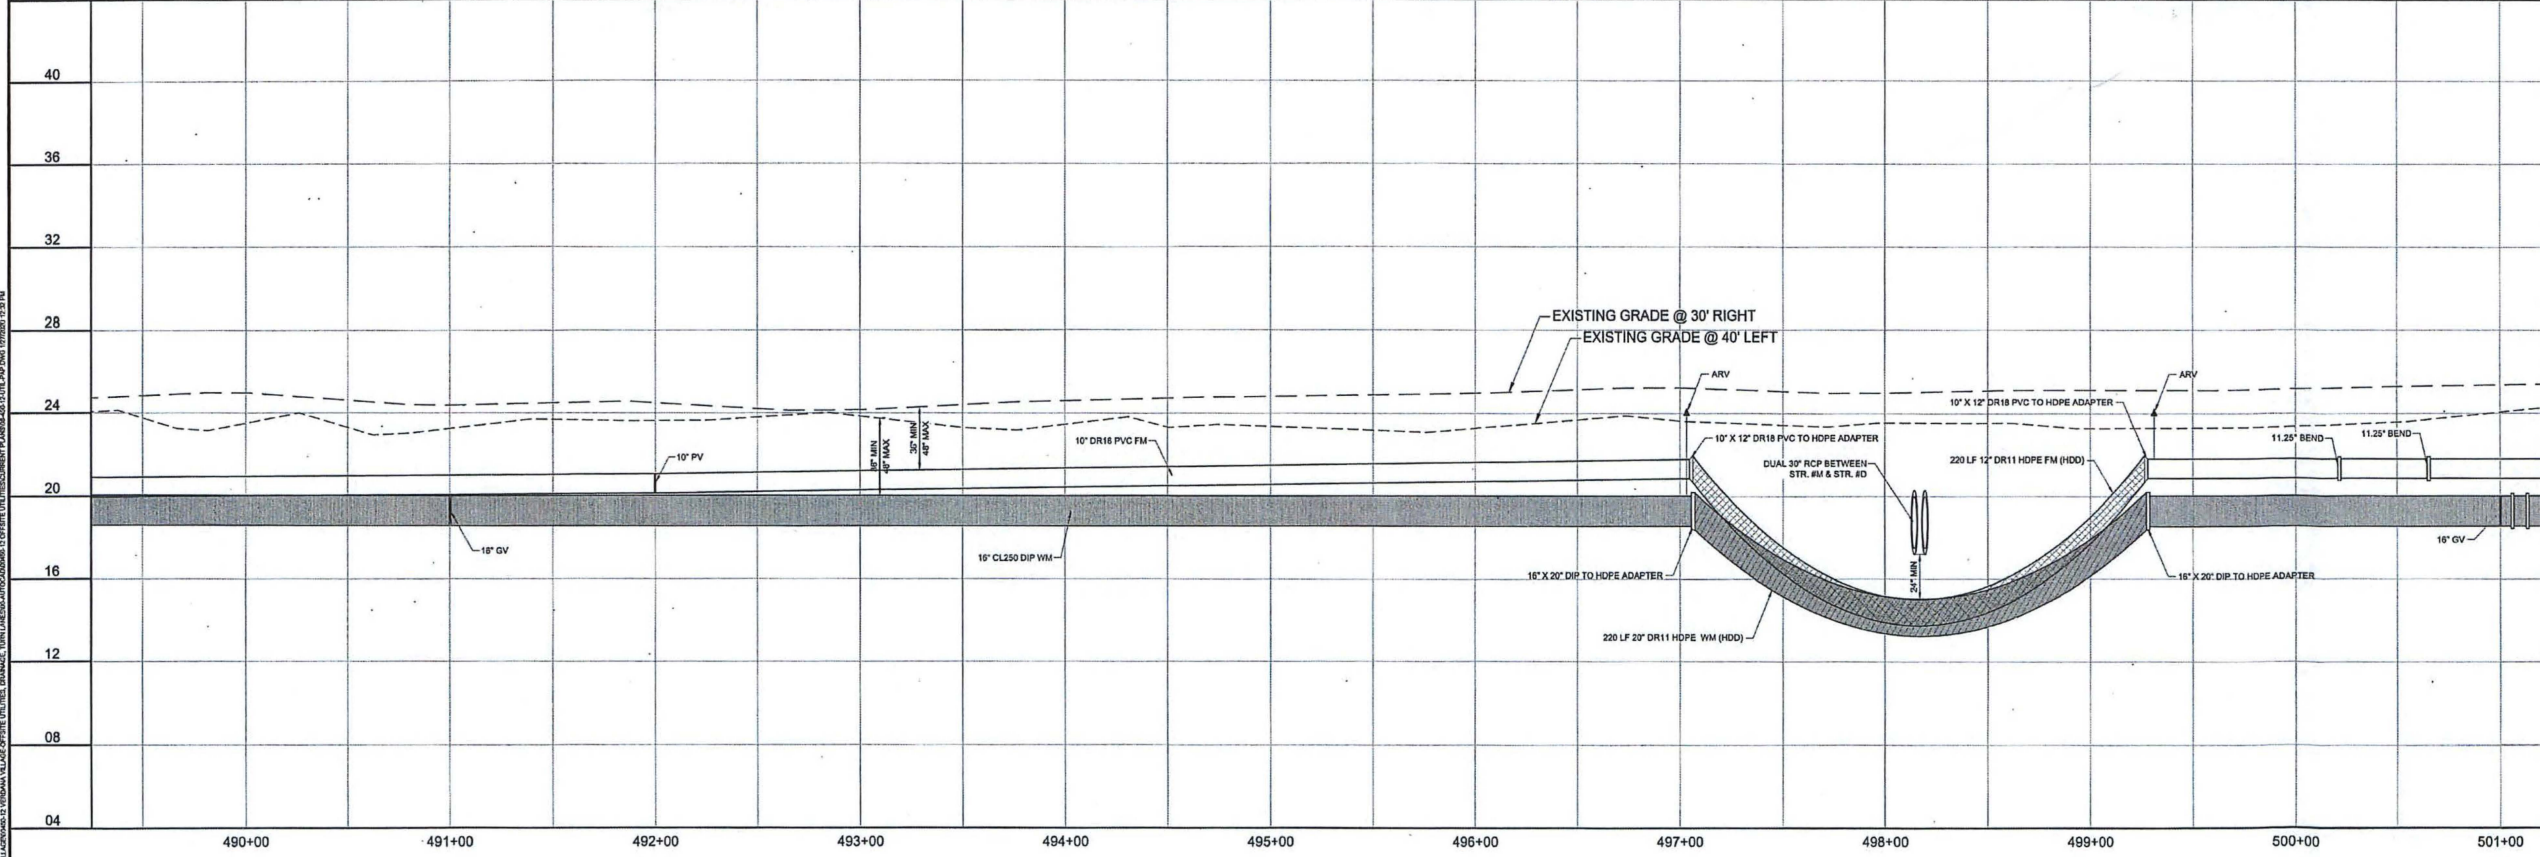 40
36
32
28
24
20
16
12
08
04
EXISTING GRADE @ 30' RIGHT
EXISTING GRADE @ 40' LEFT
ARV
ARV
10" X 12" DR18 PVC TO HDPE ADAPTER
10" DR18 PVC FM
36" MIN
48" MAX
36" MIN
48" MAX
10" X 12" DR18 PVC TO HDPE ADAPTER
11.25° BEND
11.25° BEND
10" PV
DUAL 30" RCP BETWEEN
STR. #M & STR. #D
220 LF 12" DR11 HDPE FM (HDD)
16" GV
16" CL250 DIP WM
16" GV
16" X 20" DIP TO HDPE ADAPTER
24" MIN
16" X 20" DIP TO HDPE ADAPTER
220 LF 20" DR11 HDPE WM (HDD)
490+00
491+00
492+00
493+00
494+00
495+00
496+00
497+00
498+00
499+00
500+00
501+00